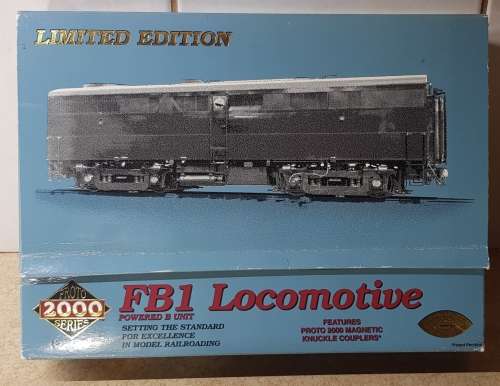 LIMITED EDITION
PROTO
2000
SERIES
FB1 Locomotive
POWERED B UNIT
SETTING THE STANDARD
FOR EXCELLENCE
IN MODEL RAILROADING
FEATURES
PROTO 2000 MAGNETIC
KNUCKLE COUPLERS*